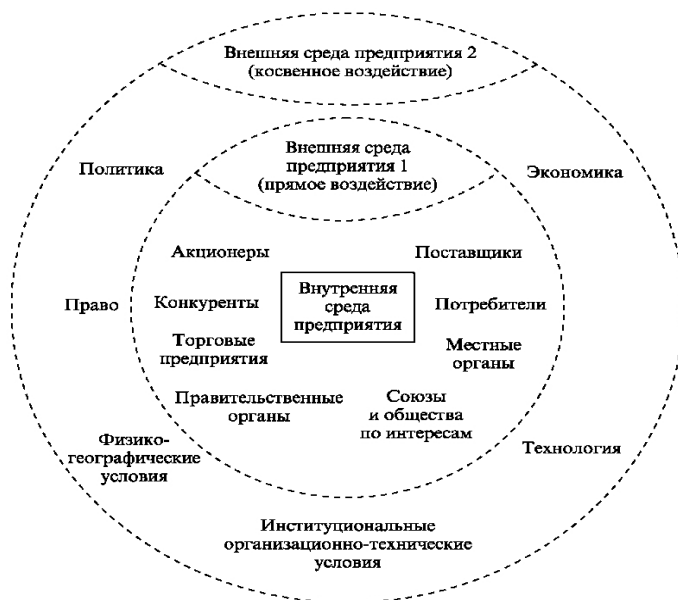 Внешняя среда предприятия 2
(косвенное воздействие)
Внешняя среда
предприятия 1
(прямое воздействие)
Политика
Экономика
Акционеры
Поставщики
Право
Конкуренты
Внутренняя
среда
предприятия
Потребители
Торговые
предприятия
Местные
органы
Правительственные
органы
Союзы
и общества
по интересам
Физико-
географические
условия
Технология
Институциональные
организационно-технические
условия